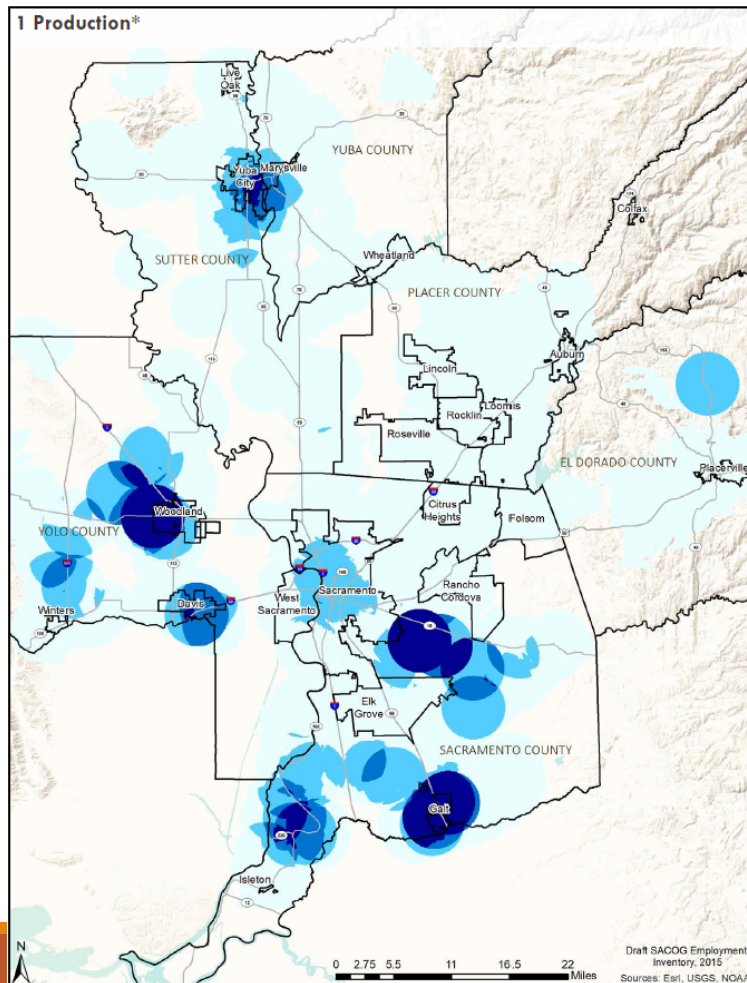 1 Production*
Live
Oak
YUBA COUNTY
Yuba
City
Marysville
Colfax
SUTTER COUNTY
Wheatland
PLACER COUNTY
Auburn
Lincoln
Rocklin
Loomis
Roseville
Placerville
EL DORADO COUNTY
Citrus
Heights
Folsom
Woodland
YOLO COUNTY
Rancho
Cordova
Sacramento
West
Sacramento
Davis
Winters
Elk
Grove
SACRAMENTO COUNTY
Galt
Isleton
N
0 2.75 5.5 11 16.5 22
Miles
Draft SACOG Employment
Inventory, 2015
Sources: Esri, USGS, NOAA